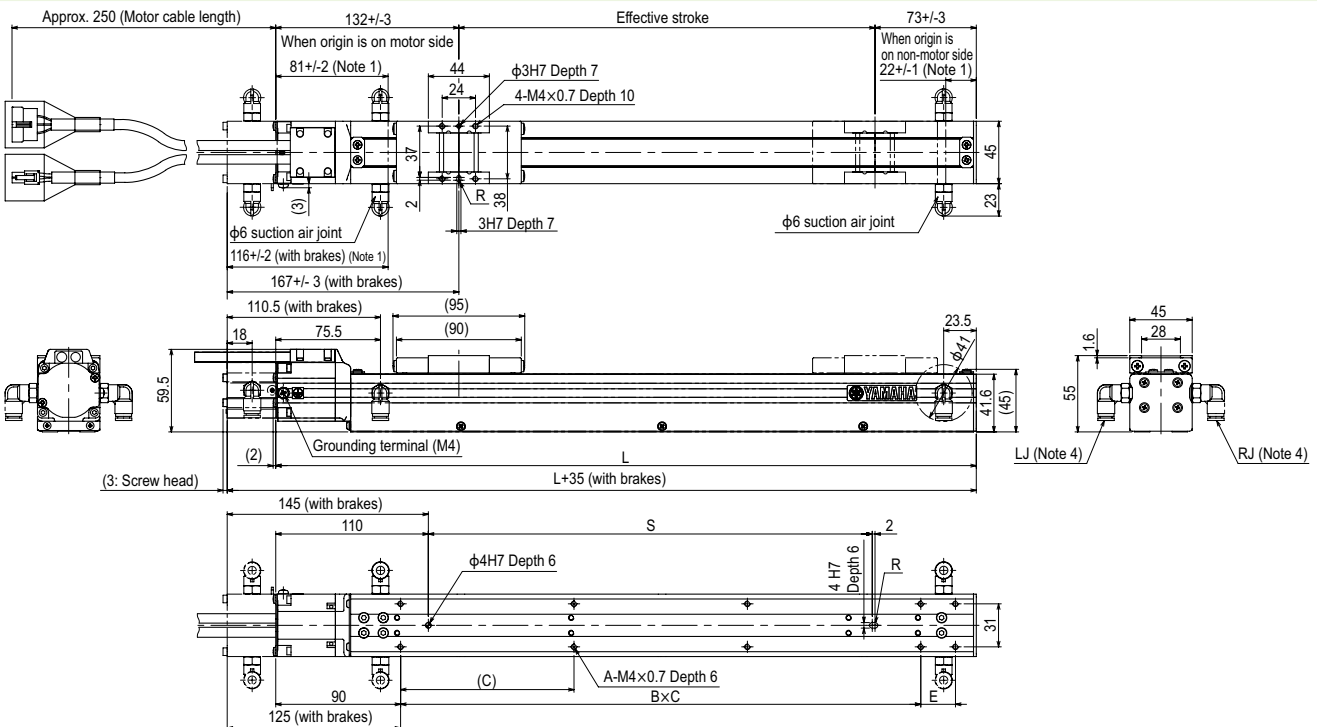 Approx. 250 (Motor cable length)
132+/-3
Effective stroke
73+/-3
When origin is on motor side
When origin is
on non-motor side
81+/-2 (Note 1)
22+/-1 (Note 1)
44
24
ϕ3H7 Depth 7
4-M4×0.7 Depth 10
37
2
38
R
3H7 Depth 7
(3)
ϕ6 suction air joint
ϕ6 suction air joint
45
23
116+/-2 (with brakes) (Note 1)
167+/- 3 (with brakes)
110.5 (with brakes)
(95)
18
75.5
(90)
23.5
ϕ41
45
28
1.6
59.5
YAMAHA
41.6
(45)
55
Grounding terminal (M4)
LJ (Note 4)
RJ (Note 4)
(2)
L
(3: Screw head)
L+35 (with brakes)
145 (with brakes)
110
S
2
ϕ4H7 Depth 6
4 H7
Depth 6
R
31
(C)
A-M4×0.7 Depth 6
90
B×C
E
125 (with brakes)